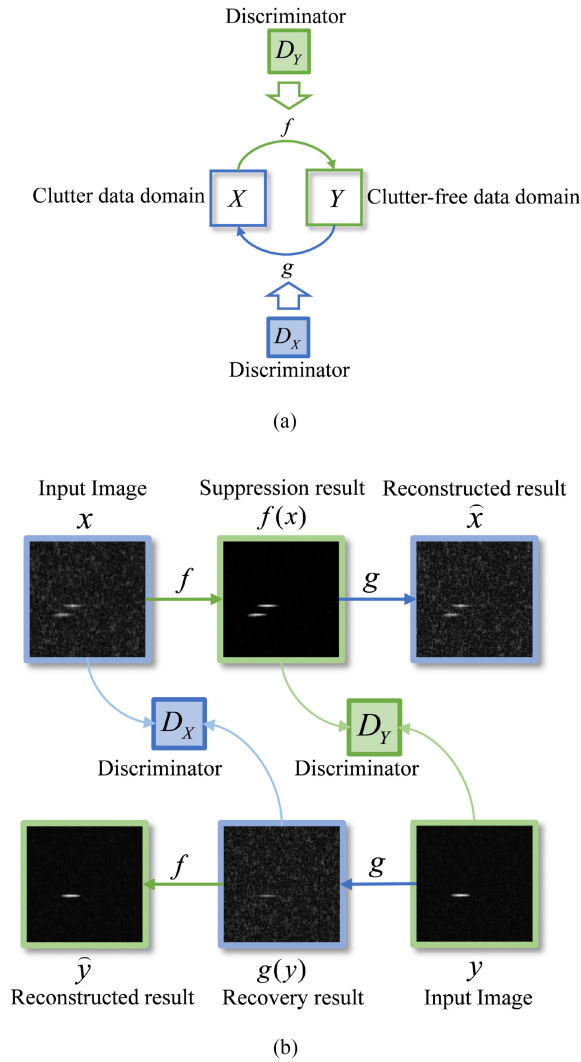 Discriminator
D_Y
f
Clutter data domain X Y Clutter-free data domain
g
D_X
Discriminator
(a)
Input Image Suppression result Reconstructed result
x f(x) x̂
f g
D_X D_Y
Discriminator Discriminator
f g
ŷ g(y) y
Reconstructed result Recovery result Input Image
(b)